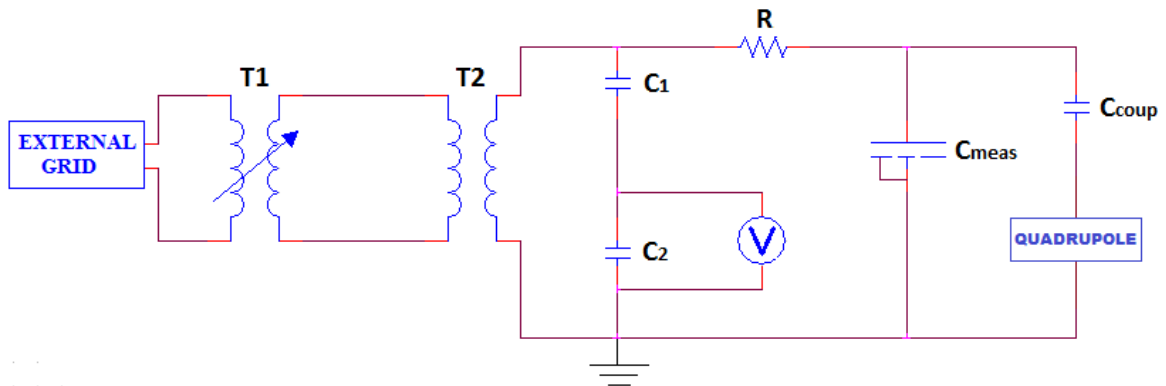 T1
T2
R
C1
Ccoup
EXTERNAL
GRID
Cmeas
C2
V
QUADRUPOLE